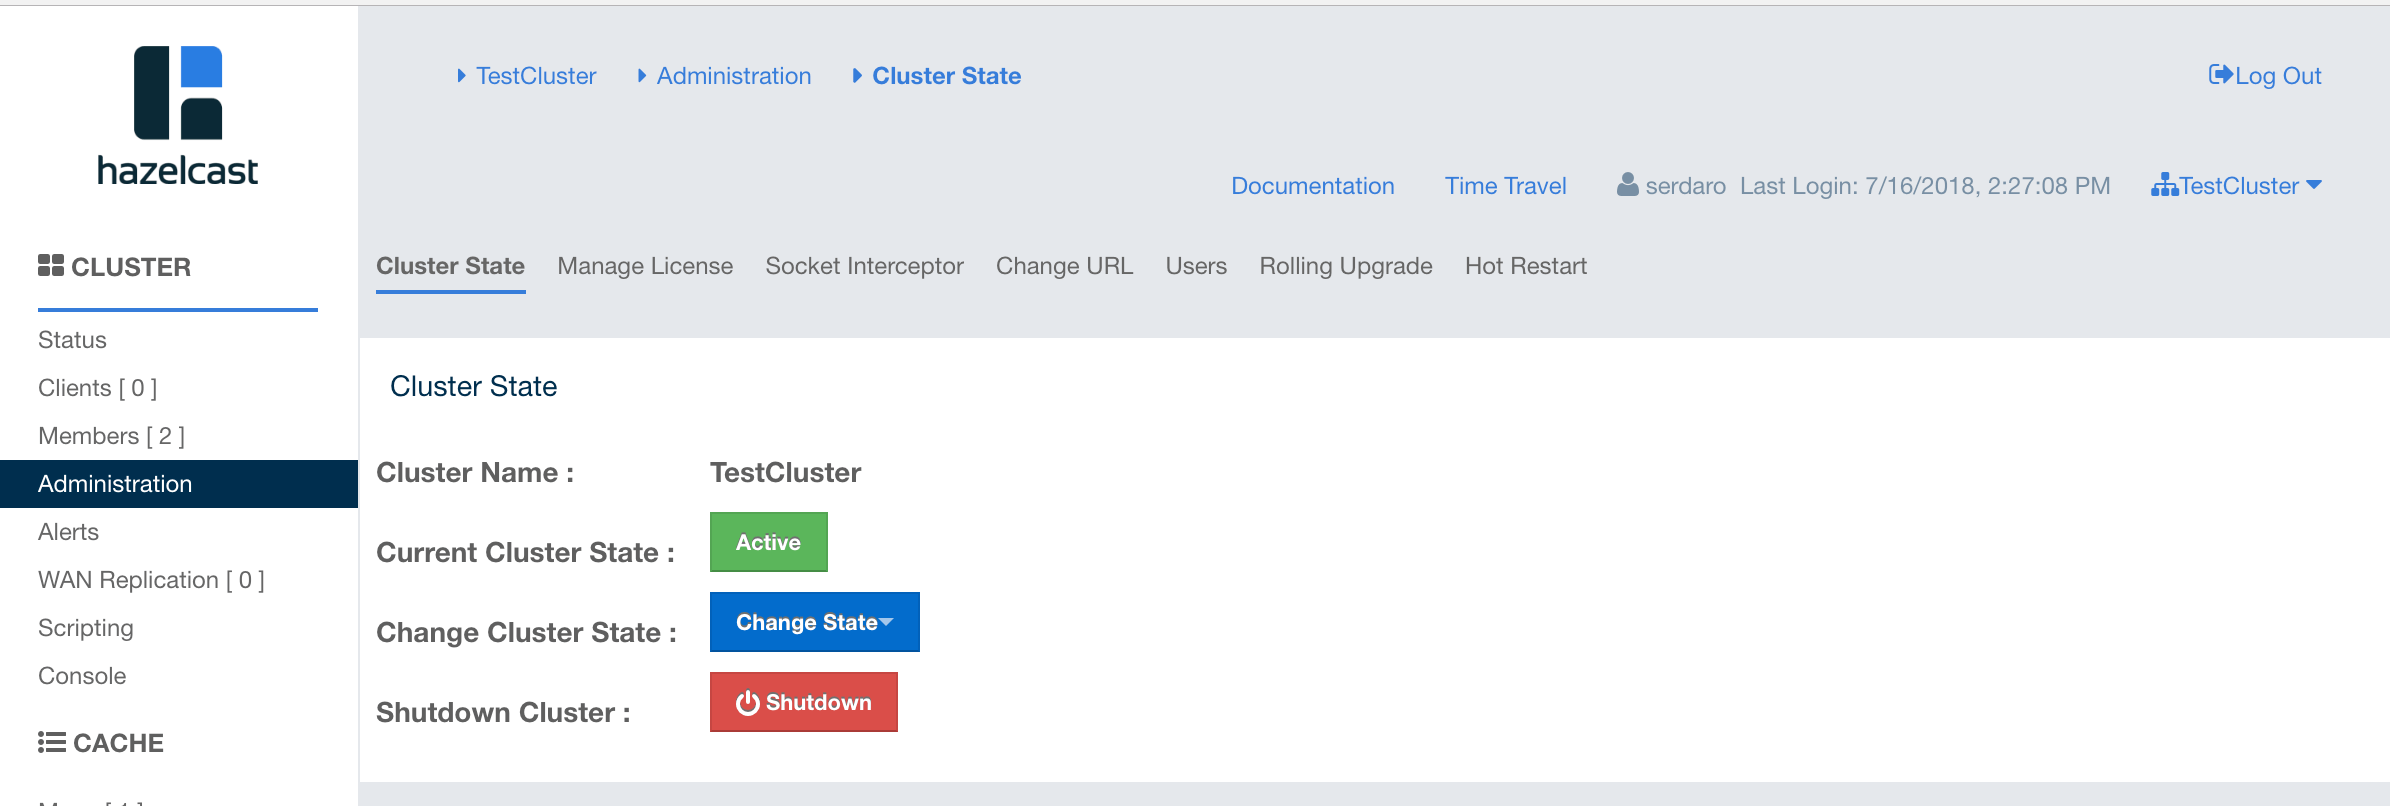 hazelcast
TestCluster Administration Cluster State
Log Out
Documentation Time Travel serdaro Last Login: 7/16/2018, 2:27:08 PM TestCluster
Cluster State Manage License Socket Interceptor Change URL Users Rolling Upgrade Hot Restart
CLUSTER
Status
Clients [ 0 ]
Members [ 2 ]
Administration
Alerts
WAN Replication [ 0 ]
Scripting
Console
CACHE
Cluster State
Cluster Name : TestCluster
Current Cluster State : Active
Change Cluster State : Change State
Shutdown Cluster : Shutdown